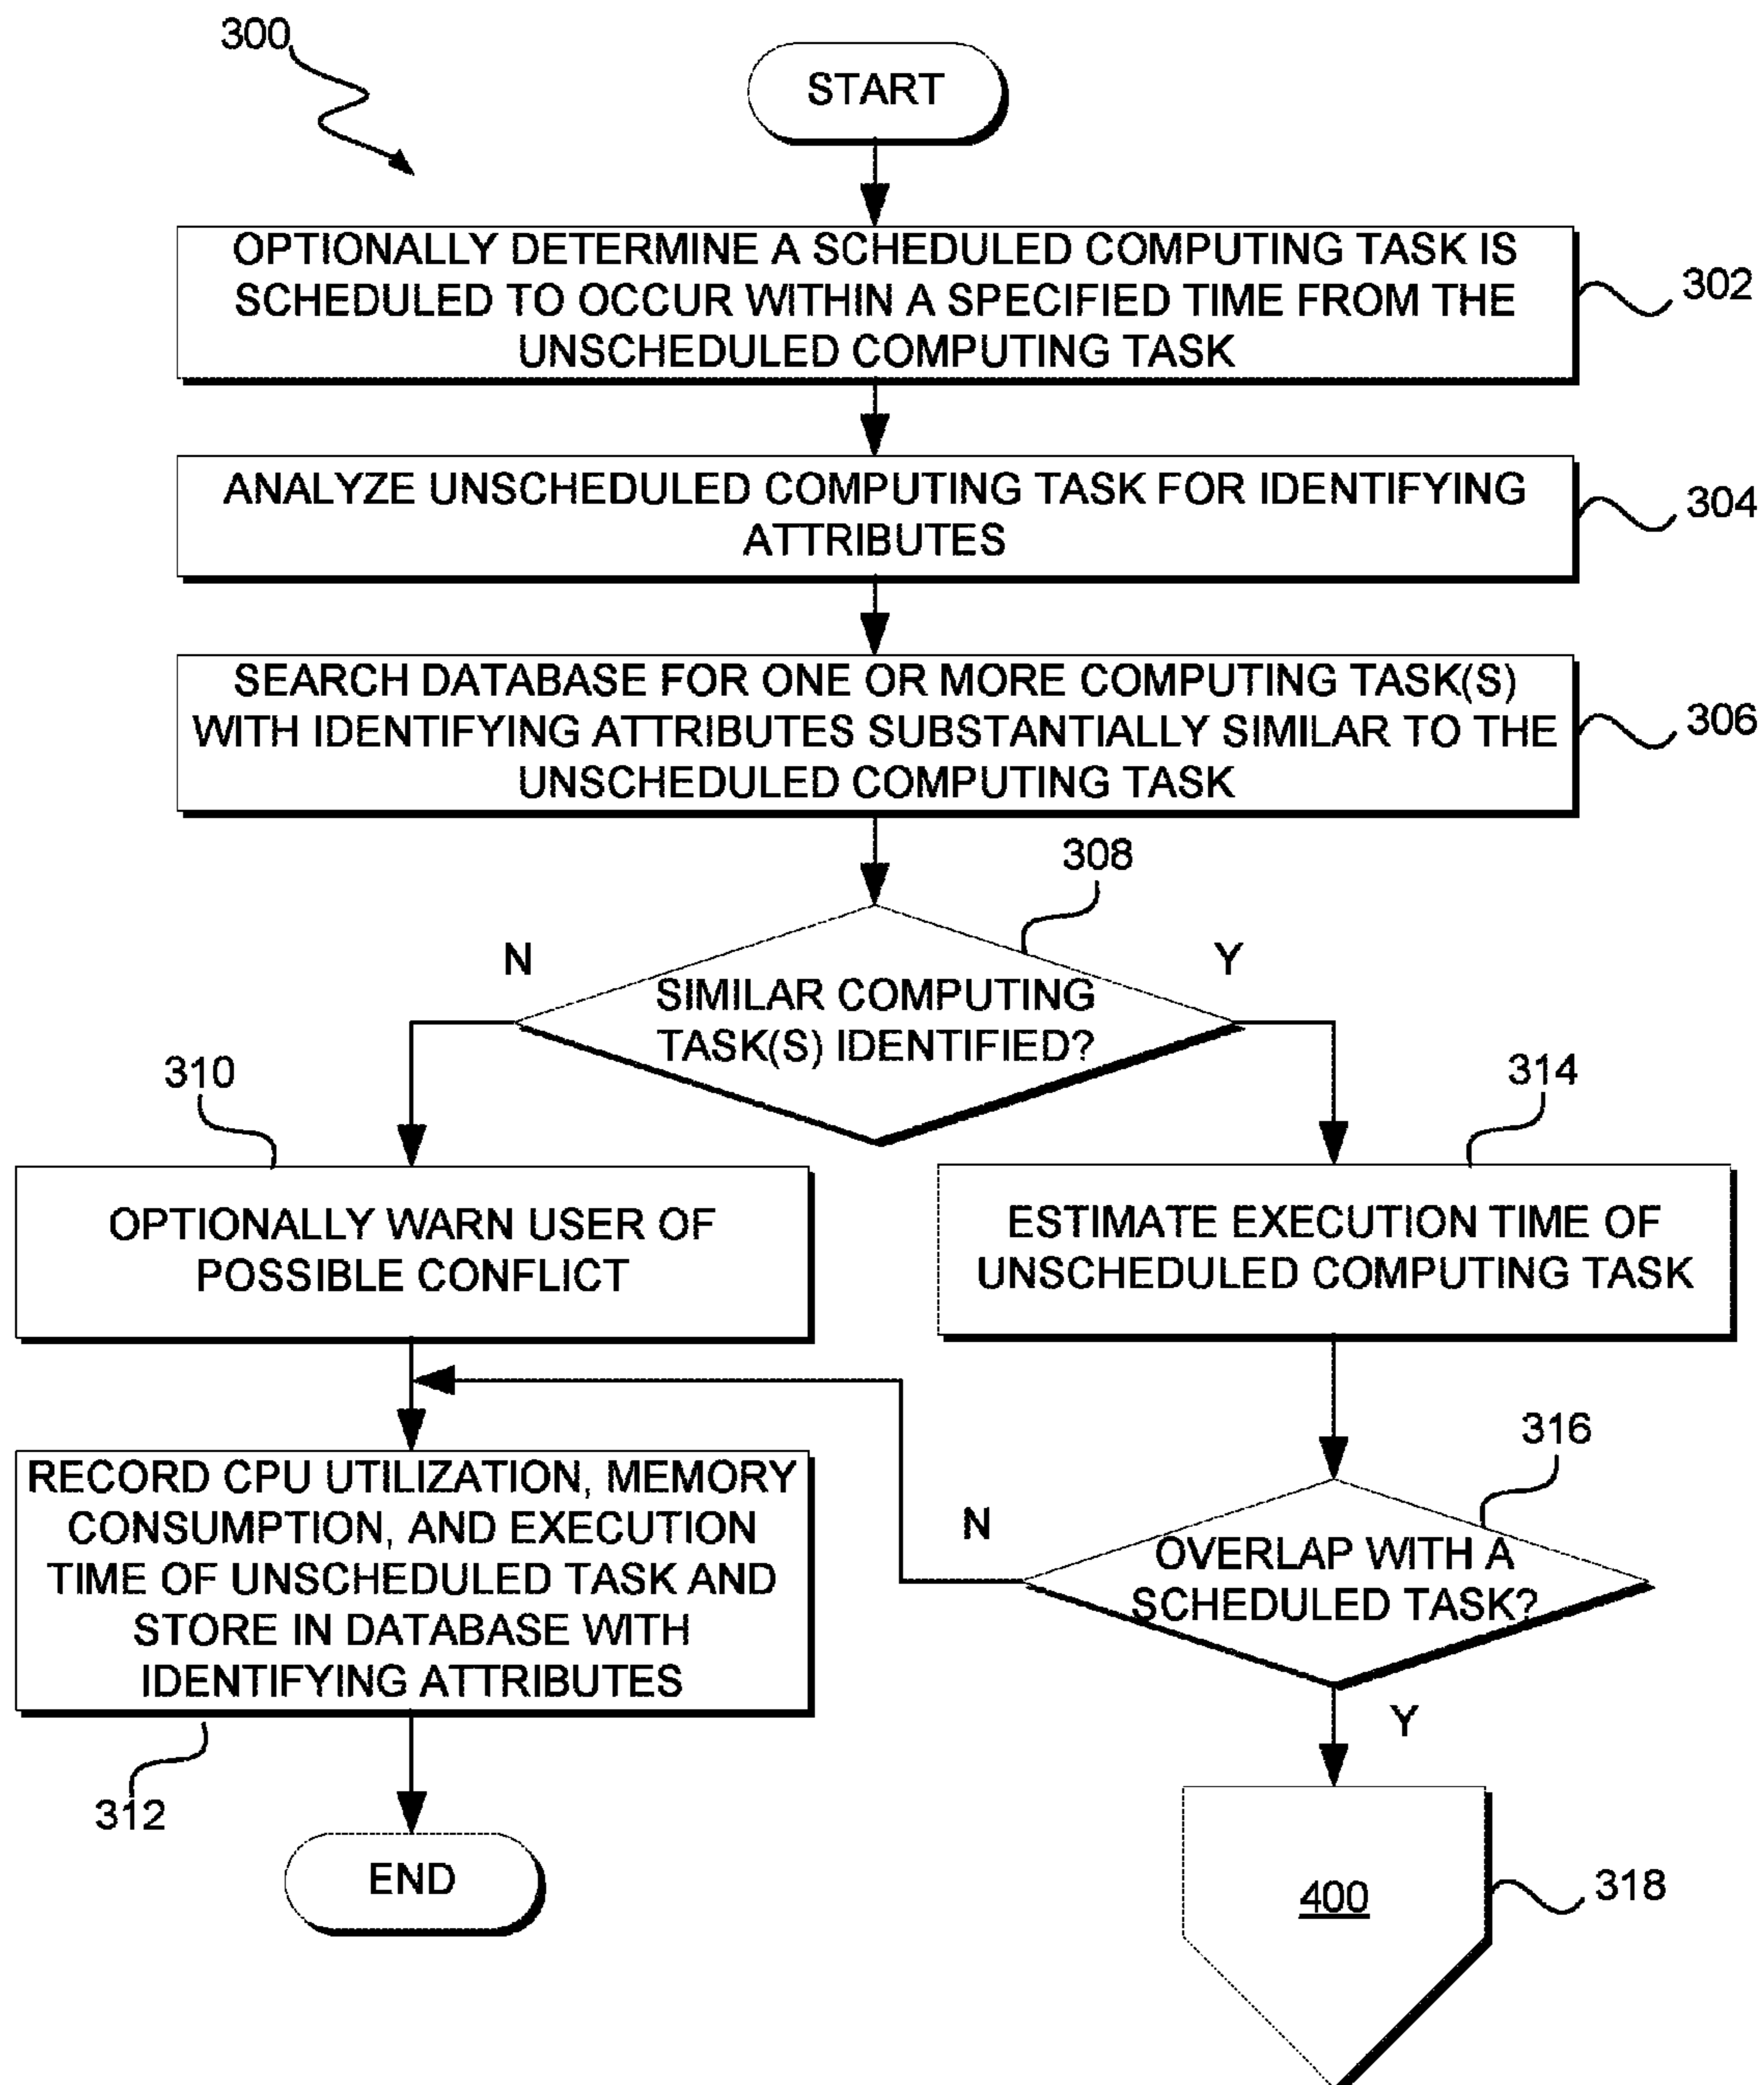 300
START
OPTIONALLY DETERMINE A SCHEDULED COMPUTING TASK IS
SCHEDULED TO OCCUR WITHIN A SPECIFIED TIME FROM THE
UNSCHEDULED COMPUTING TASK
302
ANALYZE UNSCHEDULED COMPUTING TASK FOR IDENTIFYING
ATTRIBUTES
304
SEARCH DATABASE FOR ONE OR MORE COMPUTING TASK(S)
WITH IDENTIFYING ATTRIBUTES SUBSTANTIALLY SIMILAR TO THE
UNSCHEDULED COMPUTING TASK
306
308
N
Y
SIMILAR COMPUTING
TASK(S) IDENTIFIED?
310
OPTIONALLY WARN USER OF
POSSIBLE CONFLICT
314
ESTIMATE EXECUTION TIME OF
UNSCHEDULED COMPUTING TASK
316
N
OVERLAP WITH A
SCHEDULED TASK?
Y
RECORD CPU UTILIZATION, MEMORY
CONSUMPTION, AND EXECUTION
TIME OF UNSCHEDULED TASK AND
STORE IN DATABASE WITH
IDENTIFYING ATTRIBUTES
312
END
400
318